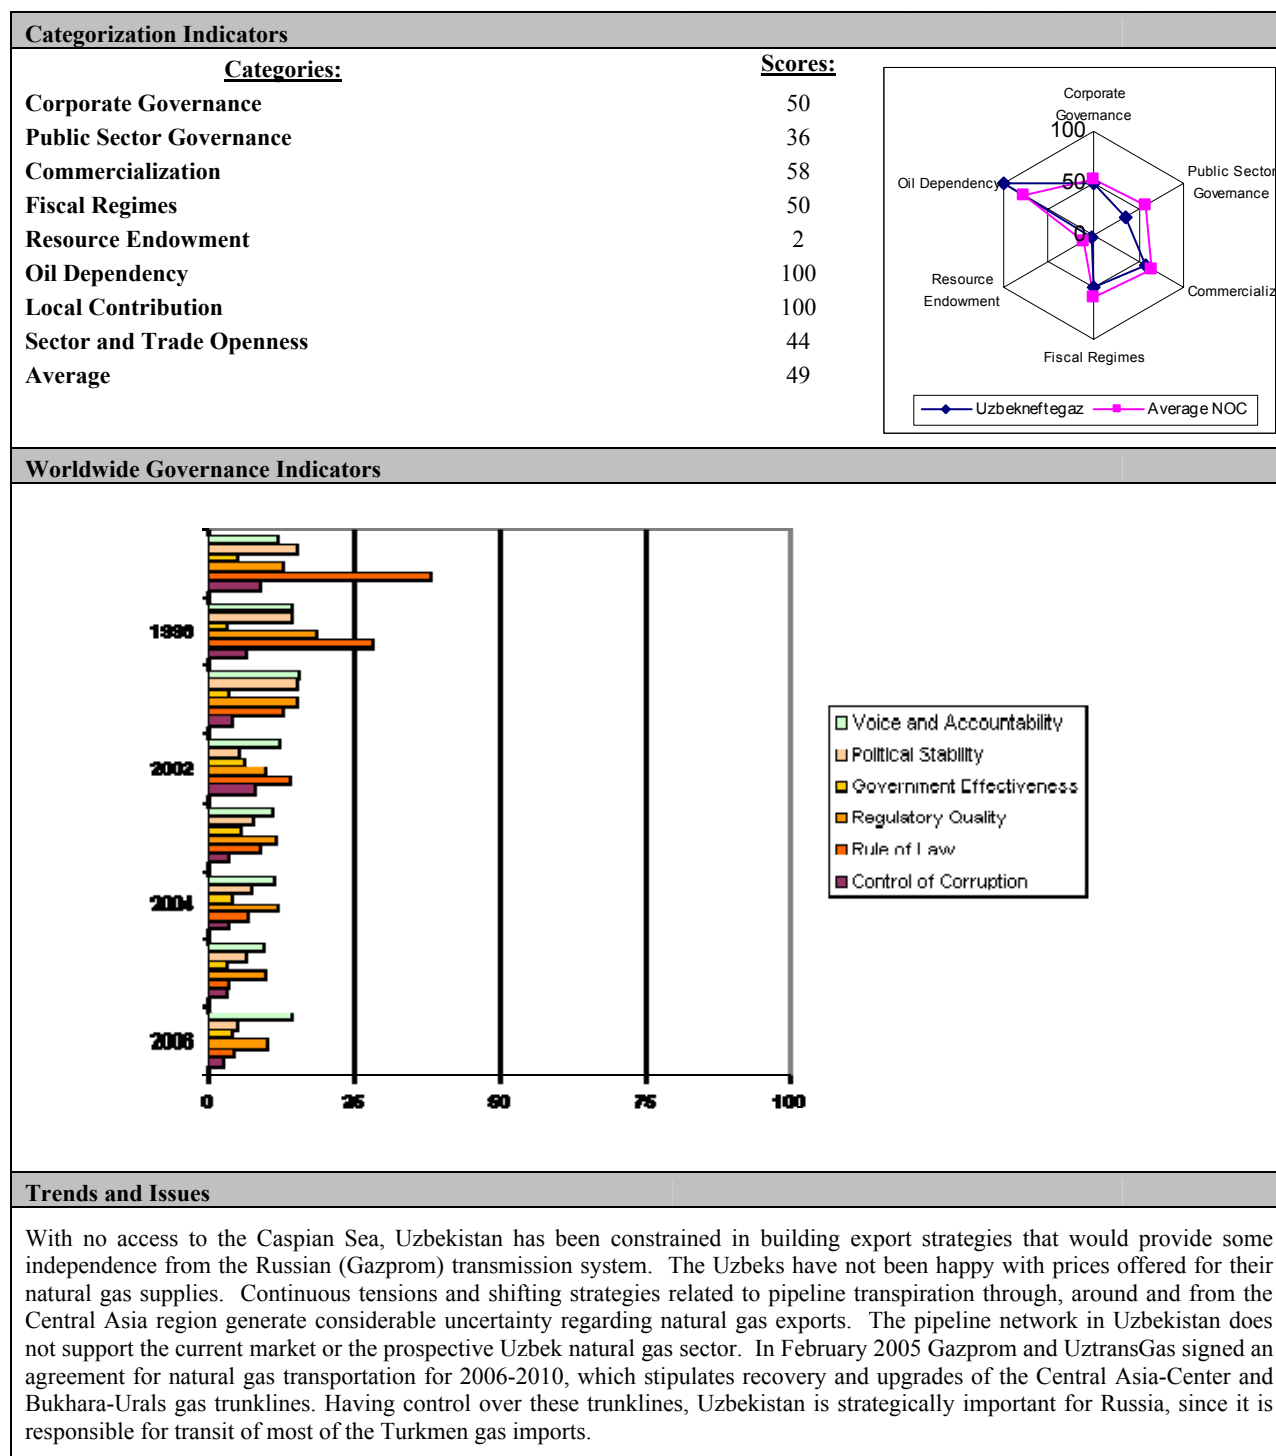 Categorization Indicators
Categories: Scores:
Corporate Governance 50
Public Sector Governance 36
Commercialization 58
Fiscal Regimes 50
Resource Endowment 2
Oil Dependency 100
Local Contribution 100
Sector and Trade Openness 44
Average 49
Corporate
Governance
100
Public Sector
Governance
Oil Dependency
50
0
Resource
Endowment
Commercializ
Fiscal Regimes
Uzbekneftegaz Average NOC
Worldwide Governance Indicators
1998
2002
2004
2006
0 25 50 75 100
Voice and Accountability
Political Stability
Government Effectiveness
Regulatory Quality
Rule of Law
Control of Corruption
Trends and Issues
With no access to the Caspian Sea, Uzbekistan has been constrained in building export strategies that would provide some
independence from the Russian (Gazprom) transmission system. The Uzbeks have not been happy with prices offered for their
natural gas supplies. Continuous tensions and shifting strategies related to pipeline transpiration through, around and from the
Central Asia region generate considerable uncertainty regarding natural gas exports. The pipeline network in Uzbekistan does
not support the current market or the prospective Uzbek natural gas sector. In February 2005 Gazprom and UztransGas signed an
agreement for natural gas transportation for 2006-2010, which stipulates recovery and upgrades of the Central Asia-Center and
Bukhara-Urals gas trunklines. Having control over these trunklines, Uzbekistan is strategically important for Russia, since it is
responsible for transit of most of the Turkmen gas imports.